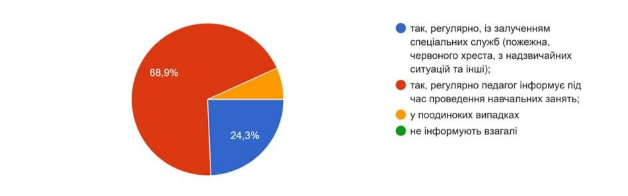 68,9%
24,3%
так, регулярно, із залученням
спеціальних служб (пожежна,
червоного хреста, з надзвичайних
ситуацій та інші);
так, регулярно педагог інформує під
час проведення навчальних занять;
у поодиноких випадках
не інформують взагалі